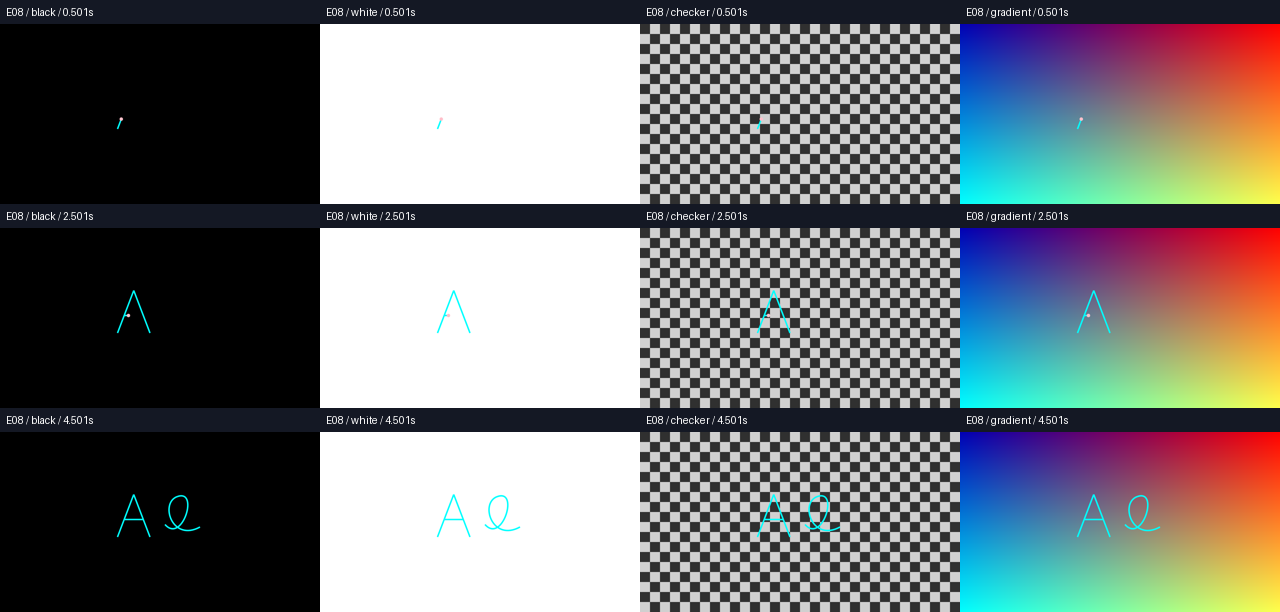 E08 / black / 0.501s E08 / white / 0.501s E08 / checker / 0.501s E08 / gradient / 0.501s
E08 / black / 2.501s E08 / white / 2.501s E08 / checker / 2.501s E08 / gradient / 2.501s
A A A A
E08 / black / 4.501s E08 / white / 4.501s E08 / checker / 4.501s E08 / gradient / 4.501s
A e A e A e A e